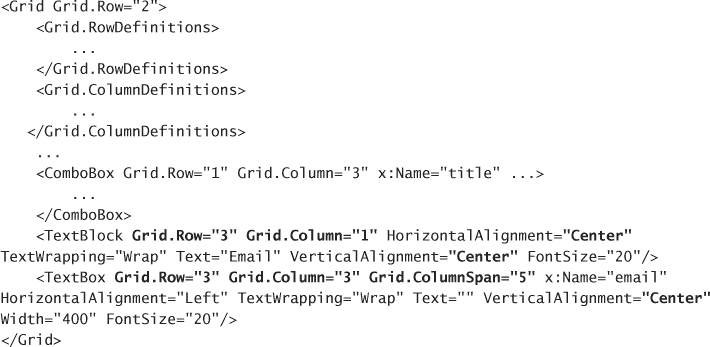 <Grid Grid.Row="2">
<Grid.RowDefinitions>
...
</Grid.RowDefinitions>
<Grid.ColumnDefinitions>
...
</Grid.ColumnDefinitions>
...
<ComboBox Grid.Row="1" Grid.Column="3" x:Name="title" ...>
...
</ComboBox>
<TextBlock Grid.Row="3" Grid.Column="1" HorizontalAlignment="Center"
TextWrapping="Wrap" Text="Email" VerticalAlignment="Center" FontSize="20"/>
<TextBox Grid.Row="3" Grid.Column="3" Grid.ColumnSpan="5" x:Name="email"
HorizontalAlignment="Left" TextWrapping="Wrap" Text="" VerticalAlignment="Center"
Width="400" FontSize="20"/>
</Grid>